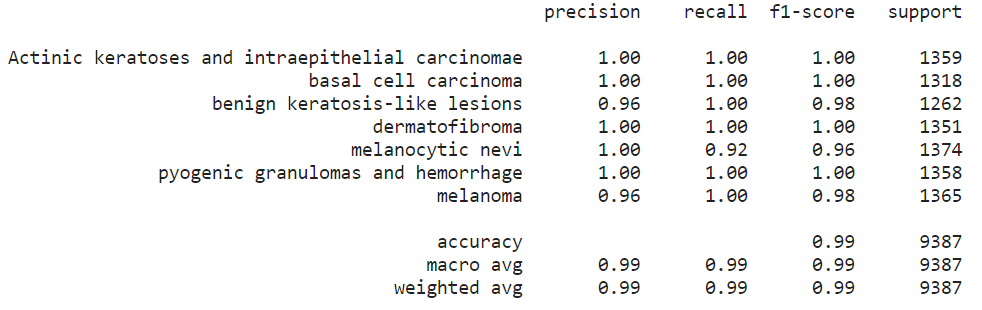 precision recall f1-score support
Actinic keratoses and intraepithelial carcinomae 1.00 1.00 1.00 1359
basal cell carcinoma 1.00 1.00 1.00 1318
benign keratosis-like lesions 0.96 1.00 0.98 1262
dermatofibroma 1.00 1.00 1.00 1351
melanocytic nevi 1.00 0.92 0.96 1374
pyogenic granulomas and hemorrhage 1.00 1.00 1.00 1358
melanoma 0.96 1.00 0.98 1365
accuracy 0.99 9387
macro avg 0.99 0.99 0.99 9387
weighted avg 0.99 0.99 0.99 9387